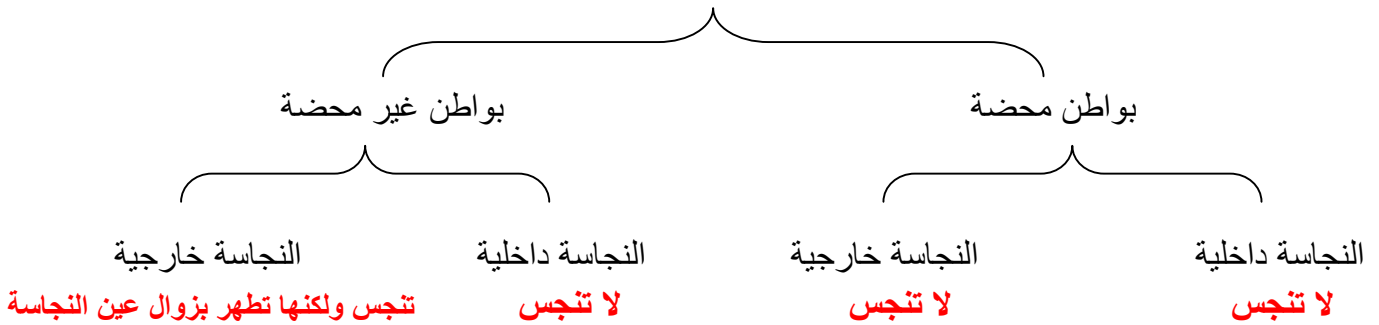 بواطن محضة
بواطن غير محضة
النجاسة داخلية
النجاسة خارجية
النجاسة داخلية
النجاسة خارجية
لا تنجس
لا تنجس
لا تنجس
تنجس ولكنها تطهر بزوال عين النجاسة